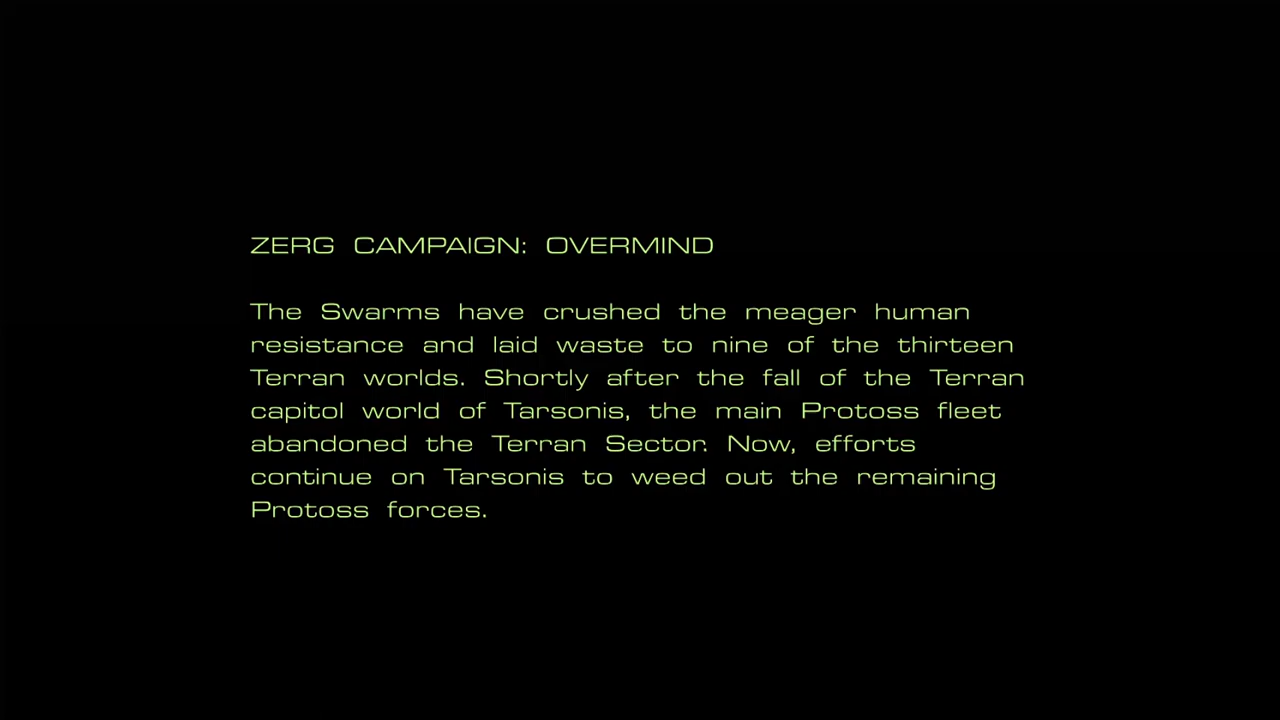 ZERG CAMPAIGN: OVERMIND
The Swarms have crushed the meager human
resistance and laid waste to nine of the thirteen
Terran worlds. Shortly after the fall of the Terran
capitol world of Tarsonis, the main Protoss fleet
abandoned the Terran Sector. Now, efforts
continue on Tarsonis to weed out the remaining
Protoss forces.